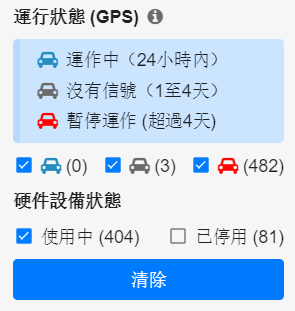 運行狀態 (GPS)
運作中（24小時內）
沒有信號（1至4天）
暫停運作 (超過4天)
(0) (3) (482)
硬件設備狀態
使用中 (404) 已停用 (81)
清除